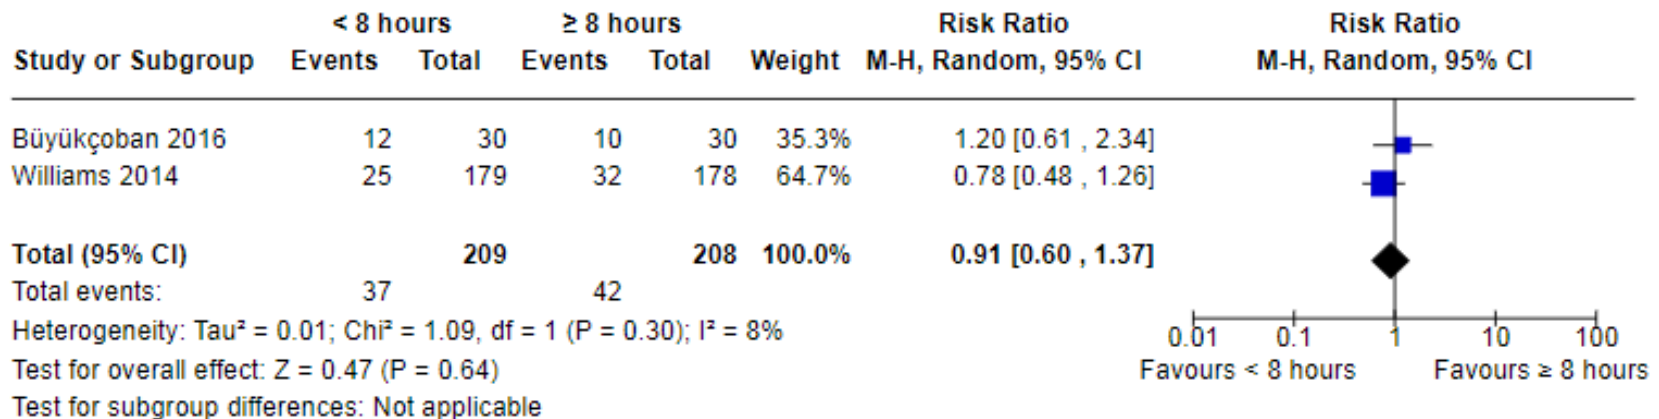 < 8 hours ≥ 8 hours Risk Ratio Risk Ratio
Study or Subgroup Events Total Events Total Weight M-H, Random, 95% CI M-H, Random, 95% CI
Büyükçoban 2016 12 30 10 30 35.3% 1.20 [0.61 , 2.34]
Williams 2014 25 179 32 178 64.7% 0.78 [0.48 , 1.26]
Total (95% CI) 209 208 100.0% 0.91 [0.60 , 1.37]
Total events: 37 42
Heterogeneity: Tau² = 0.01; Chi² = 1.09, df = 1 (P = 0.30); I² = 8%
0.01 0.1 1 10 100
Test for overall effect: Z = 0.47 (P = 0.64)
Favours < 8 hours Favours ≥ 8 hours
Test for subgroup differences: Not applicable